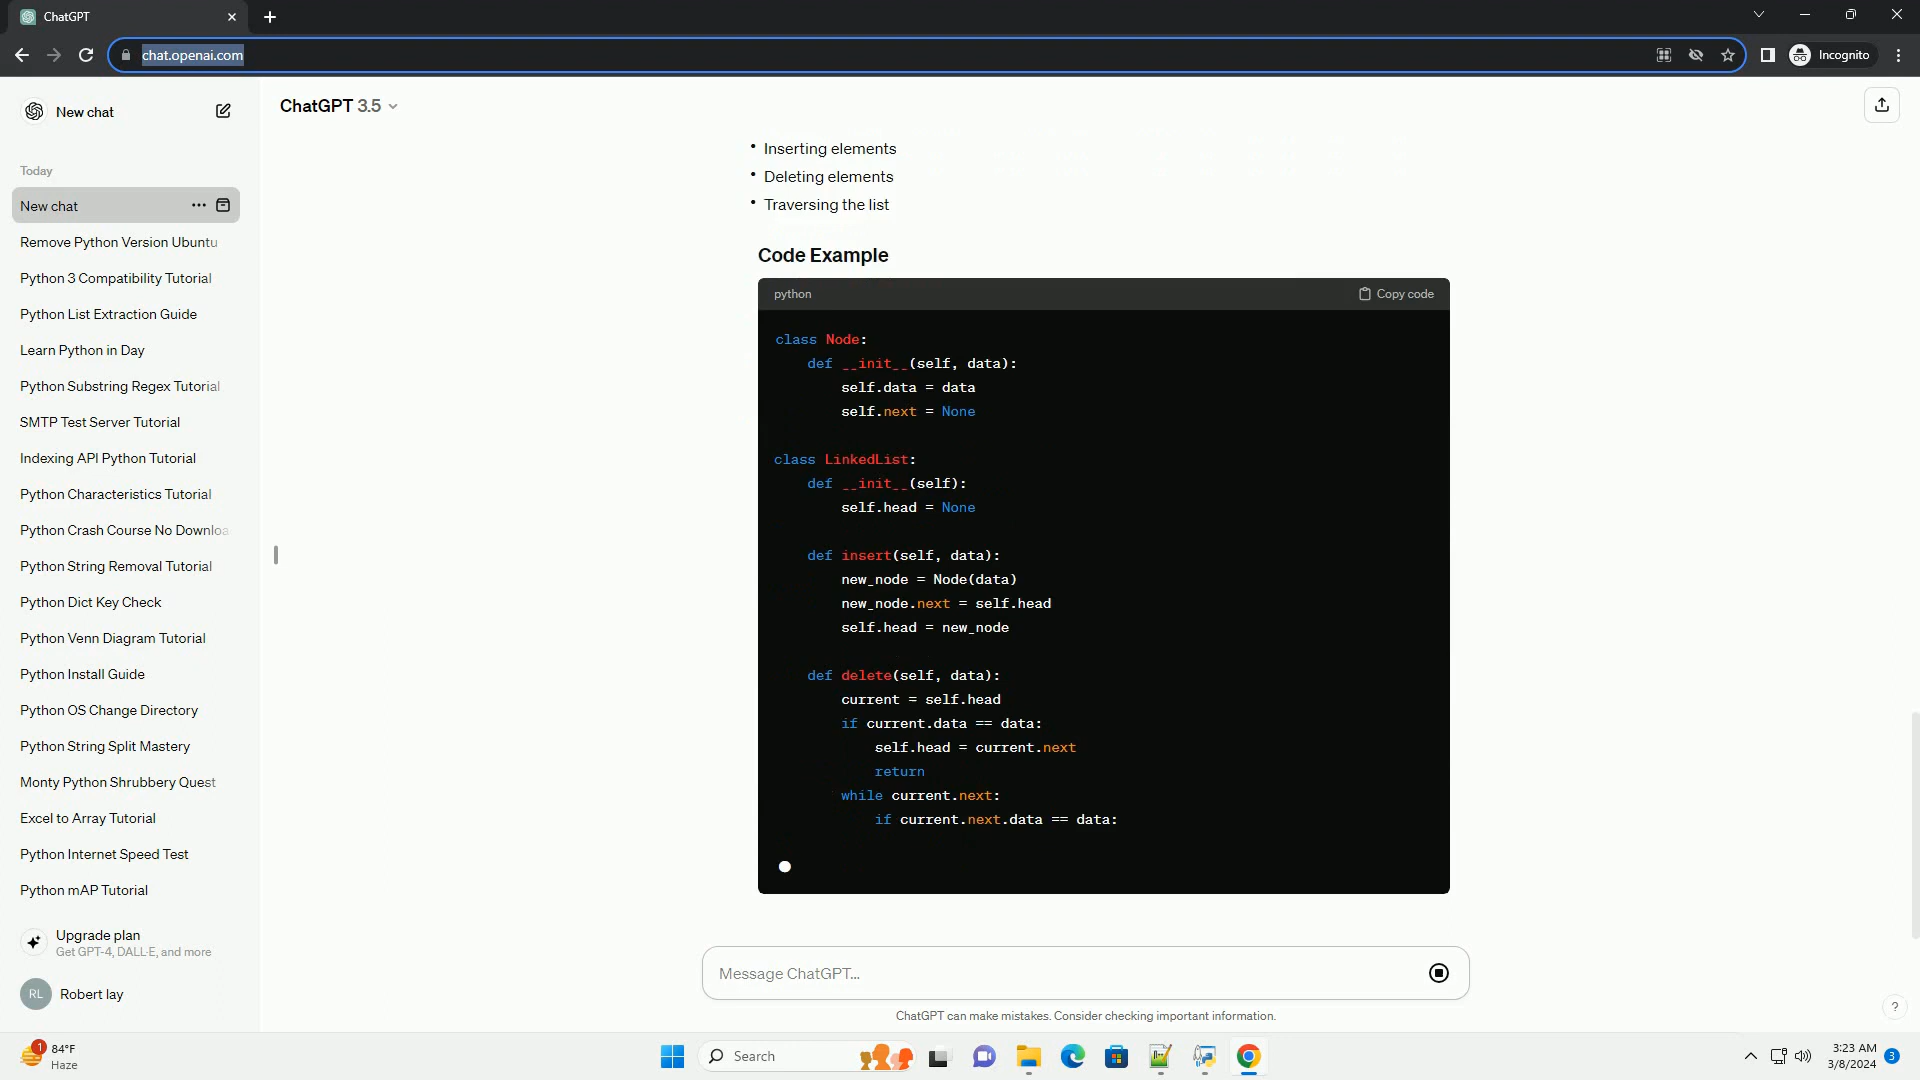 ChatGPT
chat.openai.com
Incognito
New chat
ChatGPT 3.5
Today
New chat
Remove Python Version Ubuntu
Python 3 Compatibility Tutorial
Python List Extraction Guide
Learn Python in Day
Python Substring Regex Tutorial
SMTP Test Server Tutorial
Indexing API Python Tutorial
Python Characteristics Tutorial
Python Crash Course No Downloa
Python String Removal Tutorial
Python Dict Key Check
Python Venn Diagram Tutorial
Python Install Guide
Python OS Change Directory
Python String Split Mastery
Monty Python Shrubbery Quest
Excel to Array Tutorial
Python Internet Speed Test
Python mAP Tutorial
Upgrade plan
Get GPT-4, DALL·E, and more
RL Robert lay
• Inserting elements
• Deleting elements
• Traversing the list
Code Example
python Copy code
class Node:
def __init__(self, data):
self.data = data
self.next = None
class LinkedList:
def __init__(self):
self.head = None
def insert(self, data):
new_node = Node(data)
new_node.next = self.head
self.head = new_node
def delete(self, data):
current = self.head
if current.data == data:
self.head = current.next
return
while current.next:
if current.next.data == data:
Message ChatGPT...
ChatGPT can make mistakes. Consider checking important information.
?
1 84°F
Haze
Search
3:23 AM
3/8/2024
3